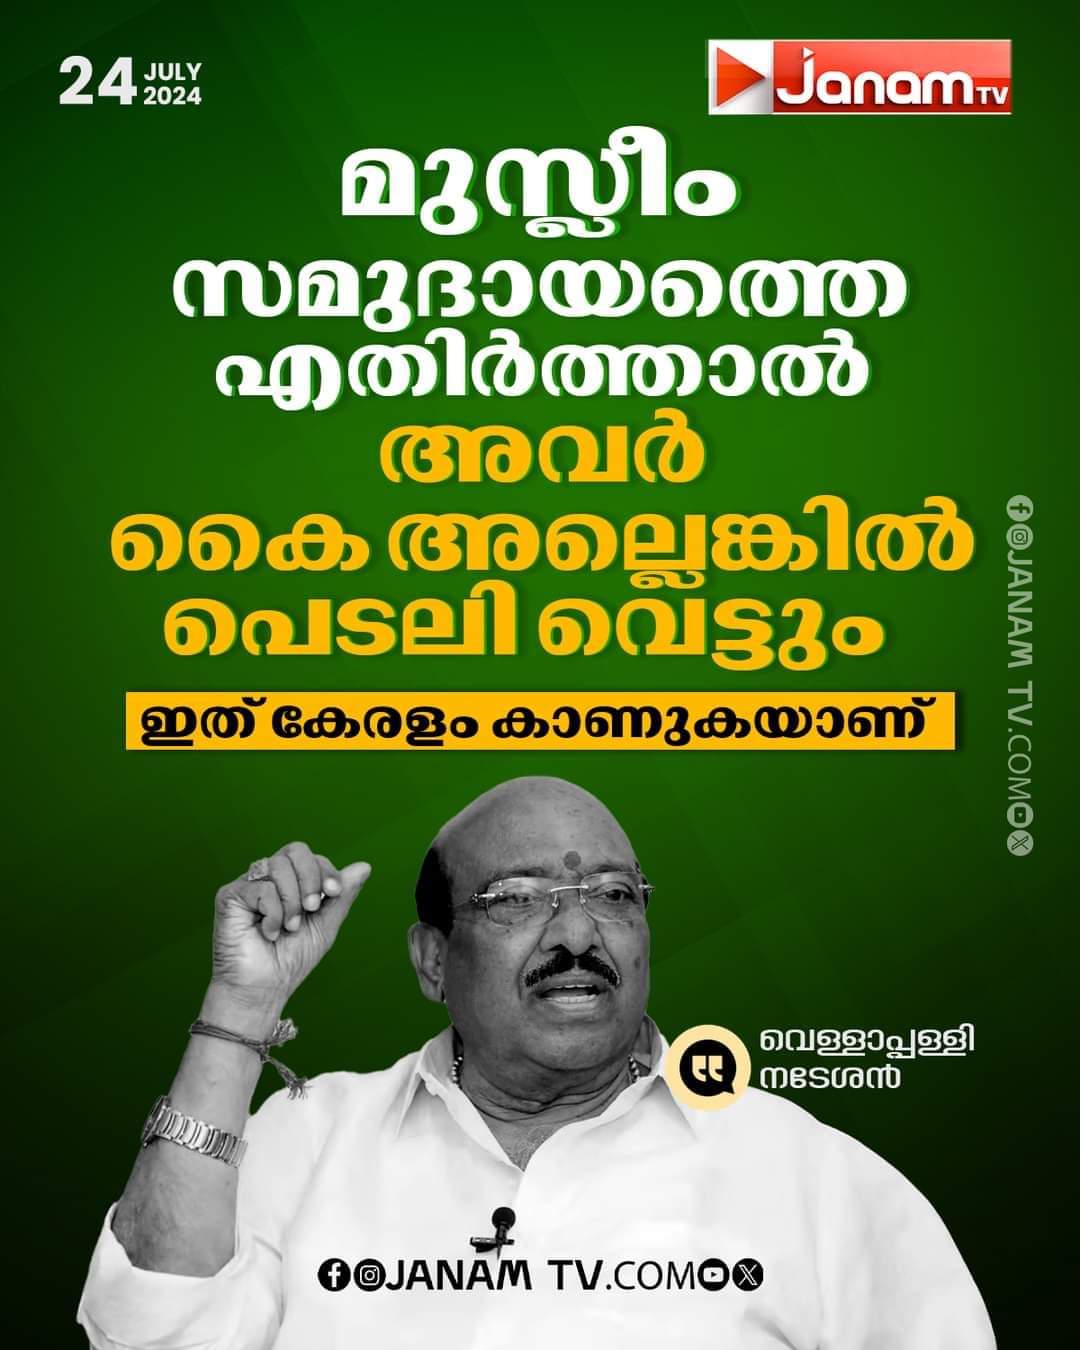 24 JULY
2024
Janam TV
മുസ്ലീം
സമുദായത്തെ
എതിർത്താൽ
അവർ
കൈ അല്ലെങ്കിൽ
പെടലി വെട്ടും
ഇത് കേരളം കാണുകയാണ്
വെള്ളാപ്പള്ളി
നടേശൻ
JANAM TV.COM
JANAM TV.COM